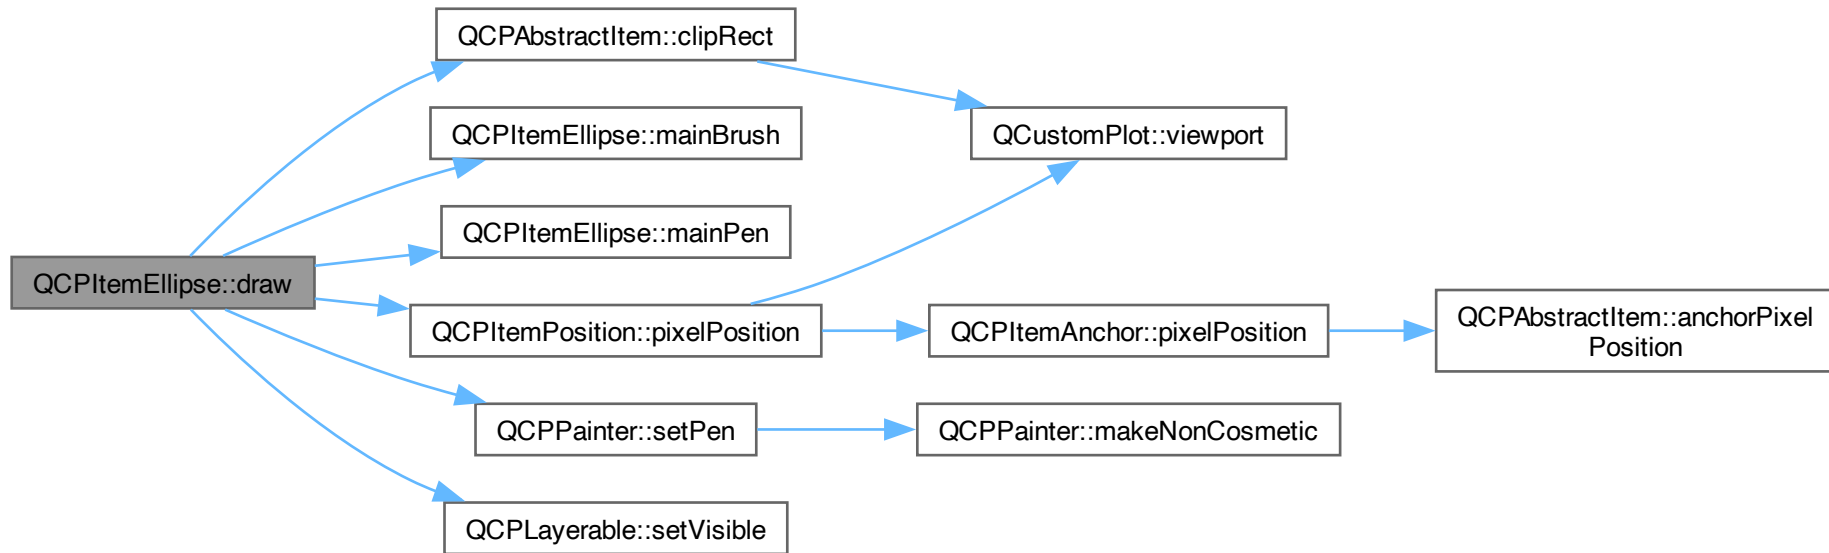 QCPAbstractItem::clipRect
QCPItemEllipse::mainBrush
QCustomPlot::viewport
QCPItemEllipse::mainPen
QCPItemEllipse::draw
QCPItemPosition::pixelPosition
QCPItemAnchor::pixelPosition
QCPAbstractItem::anchorPixel
Position
QCPPainter::setPen
QCPPainter::makeNonCosmetic
QCPLayerable::setVisible